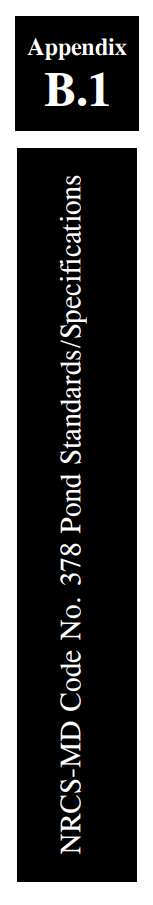 Appendix
B.1
NRCS-MD Code No. 378 Pond Standards/Specifications